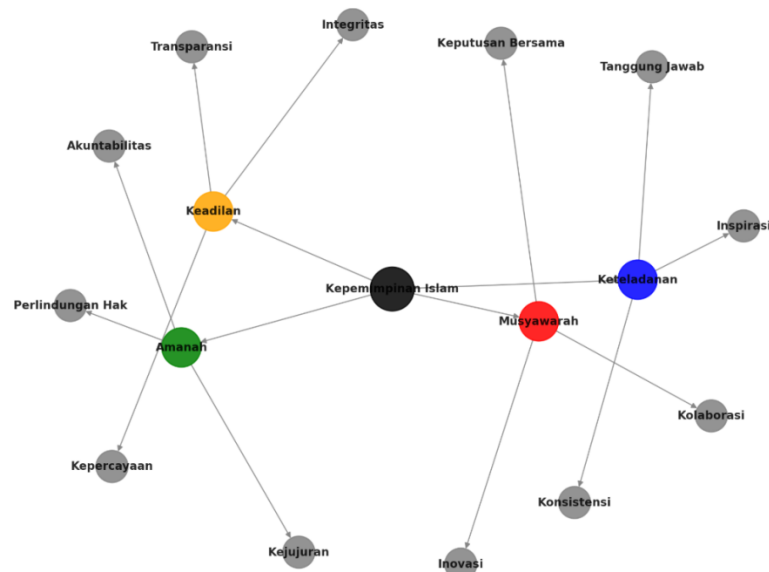 Integritas
Transparansi
Keputusan Bersama
Tanggung Jawab
Akuntabilitas
Keadilan
Inspirasi
Keteladanan
Kepemimpinan Islam
Perlindungan Hak
Musyawarah
Amanah
Kolaborasi
Kepercayaan
Konsistensi
Kejujuran
Inovasi